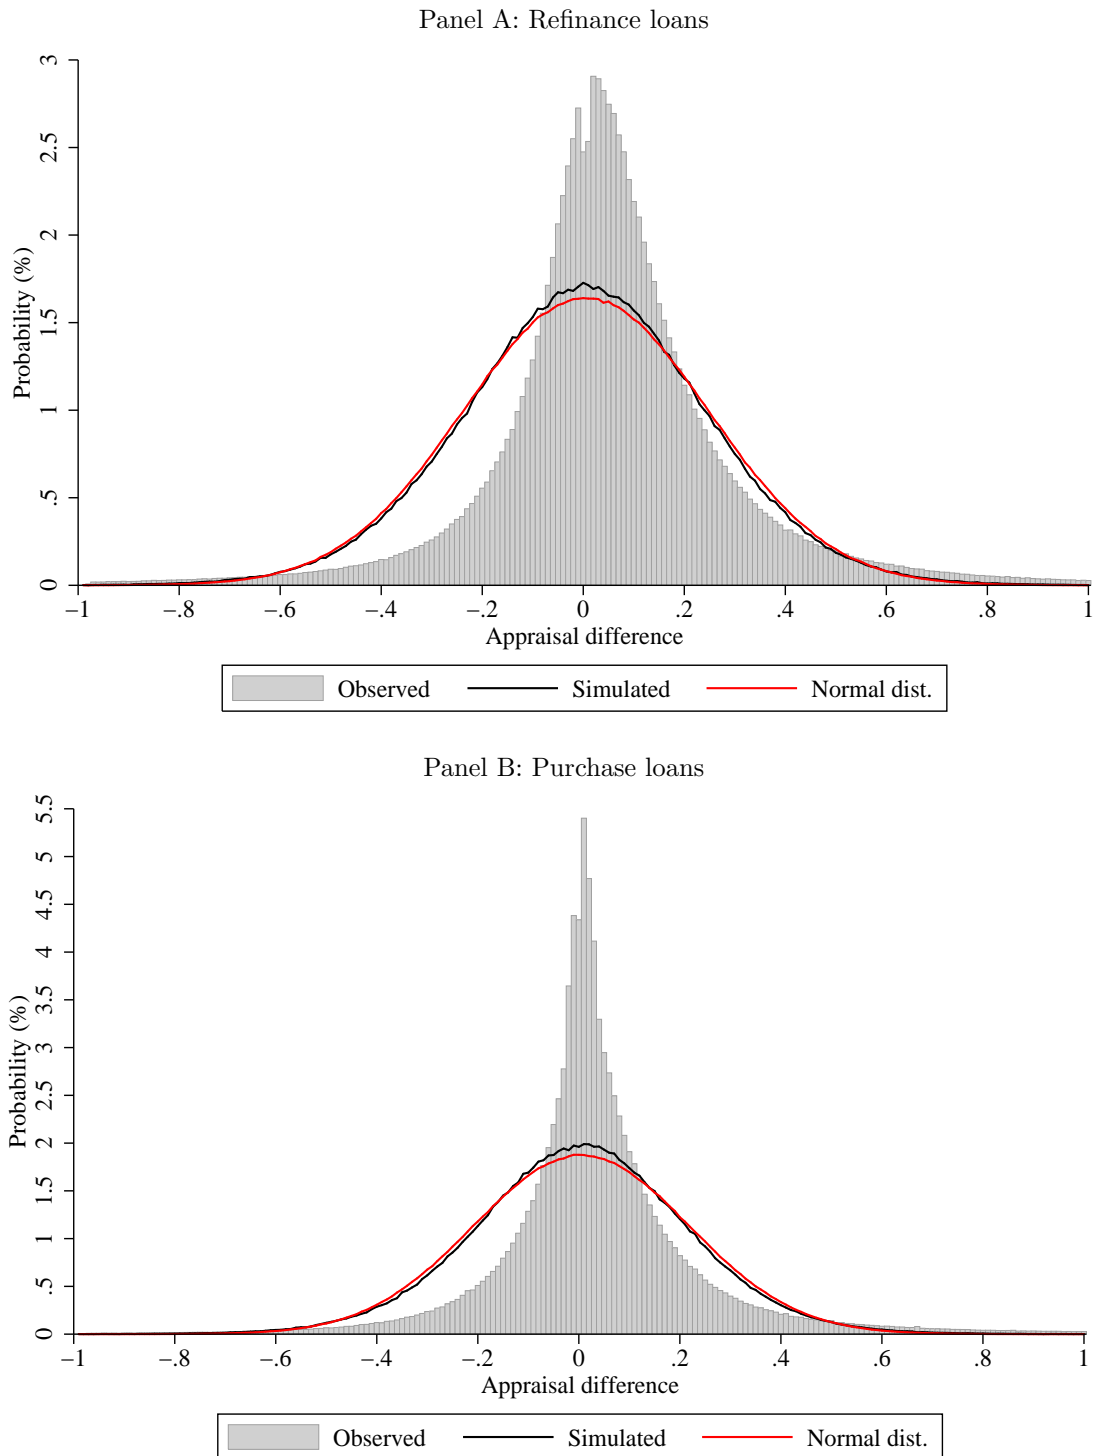 Panel A: Refinance loans
3
2.5
2
1.5
1
.5
0
Probability (%)
−1 −.8 −.6 −.4 −.2 0 .2 .4 .6 .8 1
Appraisal difference
Observed Simulated Normal dist.
Panel B: Purchase loans
5.5
5
4.5
4
3.5
3
2.5
2
1.5
1
.5
0
Probability (%)
−1 −.8 −.6 −.4 −.2 0 .2 .4 .6 .8 1
Appraisal difference
Observed Simulated Normal dist.